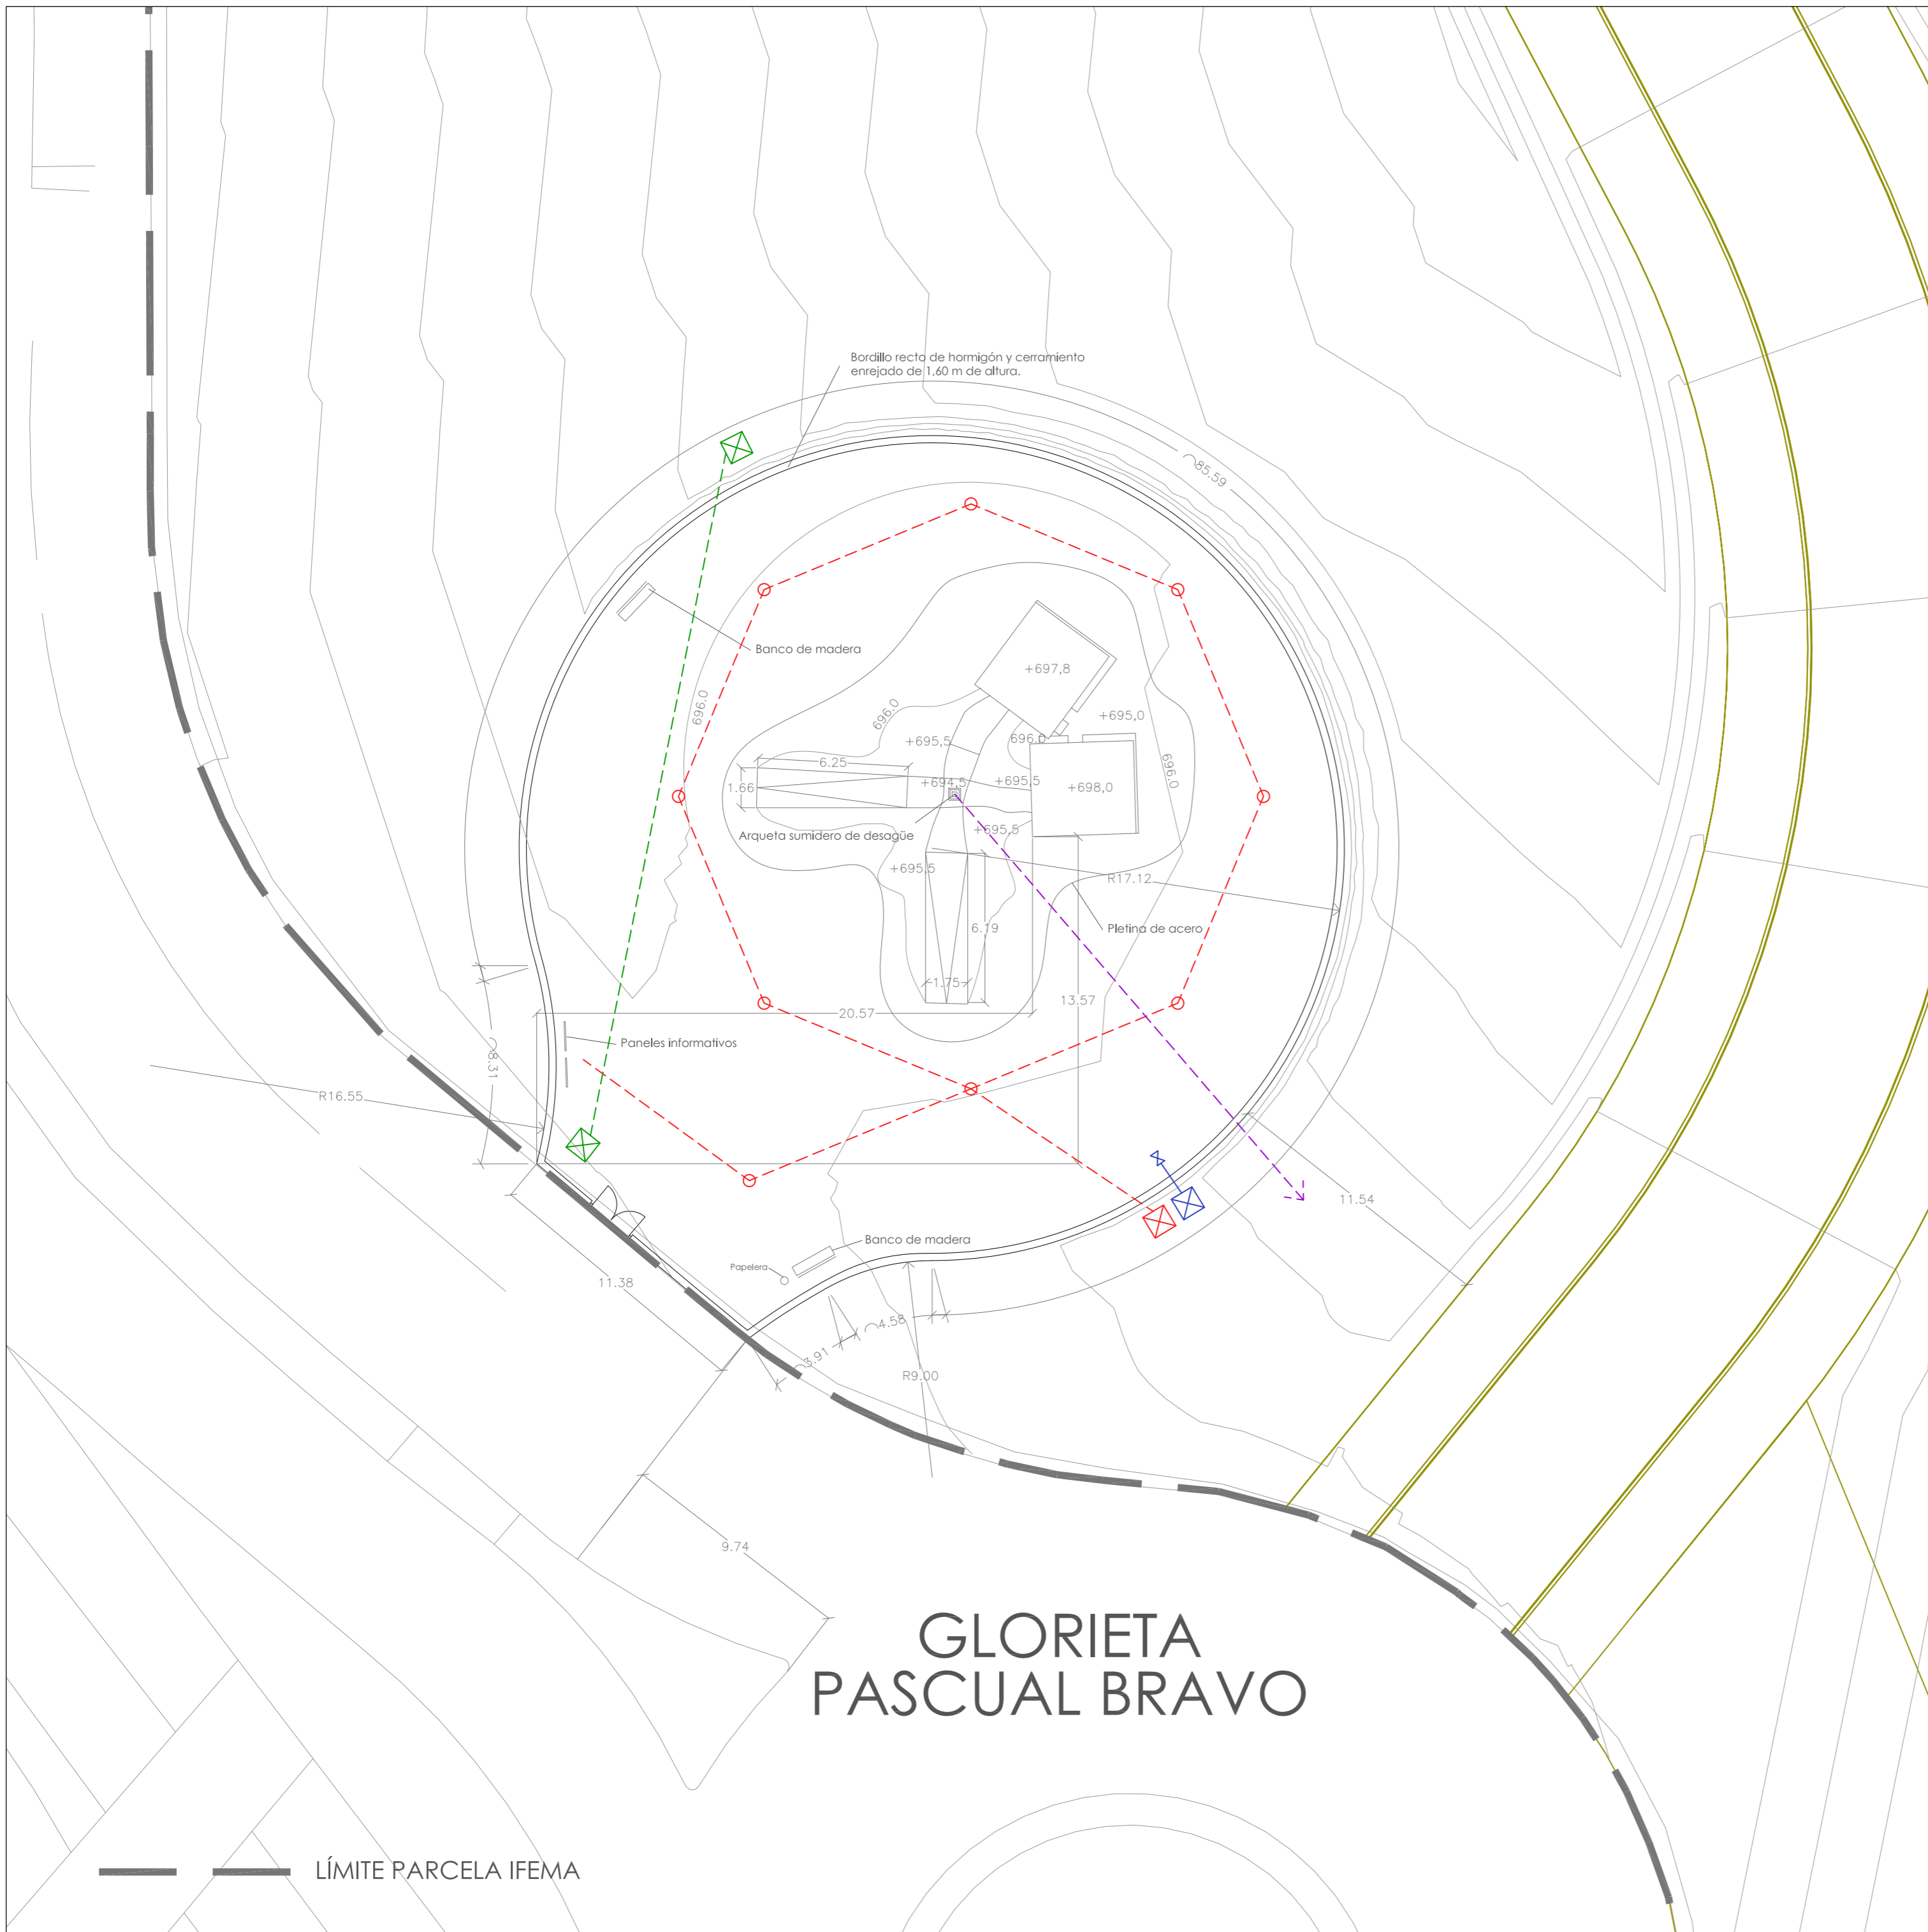 Bordillo recto de hormigón y cerramiento
enrejado de 1,60 m de altura.
85.59
Banco de madera
+697,8
696.0
696.0
+695,0
+695,5
696.0
696.0
6.25
1.66
+694,5
+695,5
+698,0
Arqueta sumidero de desagüe
+695,5
+695,5
R17.12
6.19
Pletina de acero
1.75
13.57
20.57
Paneles informativos
8.31
R16.55
11.54
Banco de madera
Papelera
11.38
4.58
3.91
R9.00
9.74
GLORIETA
PASCUAL BRAVO
LÍMITE PARCELA IFEMA